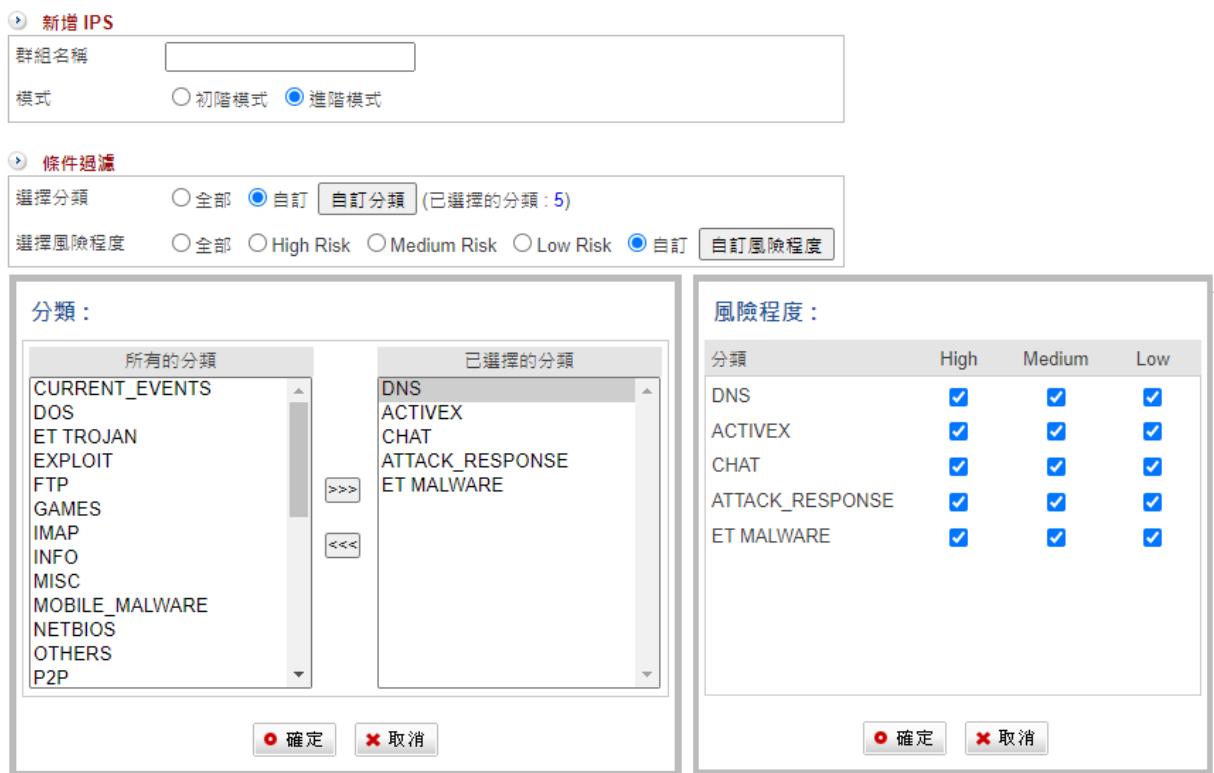 新增 IPS
群組名稱
模式 初階模式 進階模式
條件過濾
選擇分類 全部 自訂 自訂分類 (已選擇的分類 : 5)
選擇風險程度 全部 High Risk Medium Risk Low Risk 自訂 自訂風險程度
分類 :
所有的分類
CURRENT_EVENTS
DOS
ET TROJAN
EXPLOIT
FTP
GAMES
IMAP
INFO
MISC
MOBILE_MALWARE
NETBIOS
OTHERS
P2P
>>>
<<<
已選擇的分類
DNS
ACTIVEX
CHAT
ATTACK_RESPONSE
ET MALWARE
確定 取消
風險程度 :
分類 High Medium Low
DNS
ACTIVEX
CHAT
ATTACK_RESPONSE
ET MALWARE
確定 取消